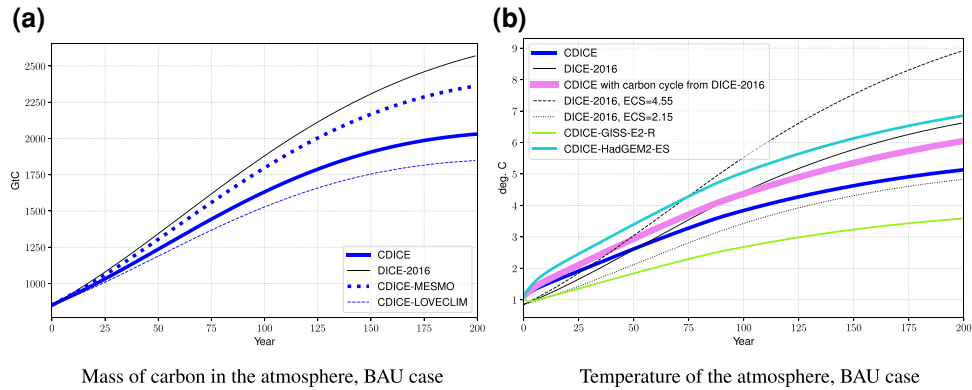 (a)
2500
2250
2000
1750
1500
1250
1000
GtC
0 25 50 75 100 125 150 175 200
Year
CDICE
DICE-2016
CDICE-MESMO
CDICE-LOVECLIM
Mass of carbon in the atmosphere, BAU case
(b)
9
8
7
6
5
4
3
2
1
deg. C
0 25 50 75 100 125 150 175 200
Year
CDICE
DICE-2016
CDICE with carbon cycle from DICE-2016
DICE-2016, ECS=4.55
DICE-2016, ECS=2.15
CDICE-GISS-E2-R
CDICE-HadGEM2-ES
Temperature of the atmosphere, BAU case